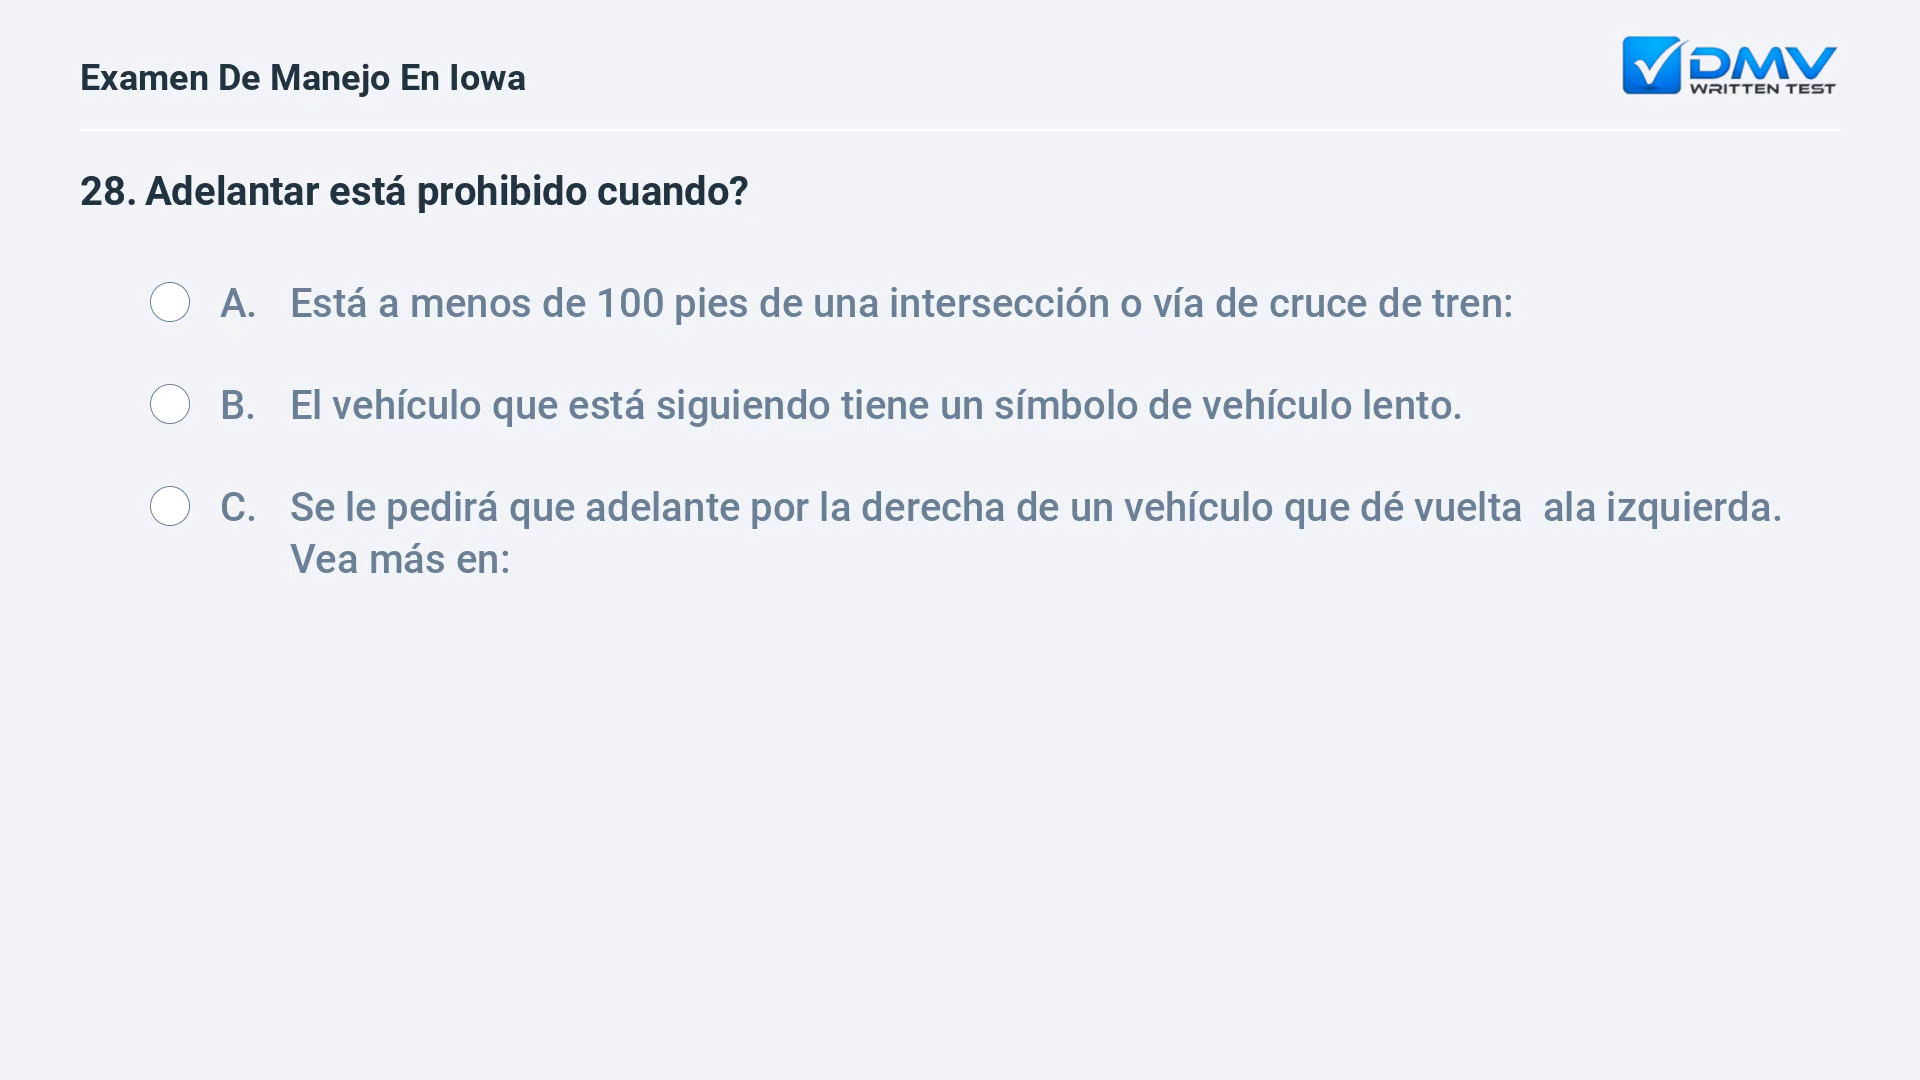 Examen De Manejo En Iowa
DMV
WRITTEN TEST
28. Adelantar está prohibido cuando?
A. Está a menos de 100 pies de una intersección o vía de cruce de tren:
B. El vehículo que está siguiendo tiene un símbolo de vehículo lento.
C. Se le pedirá que adelante por la derecha de un vehículo que dé vuelta  ala izquierda.
Vea más en: